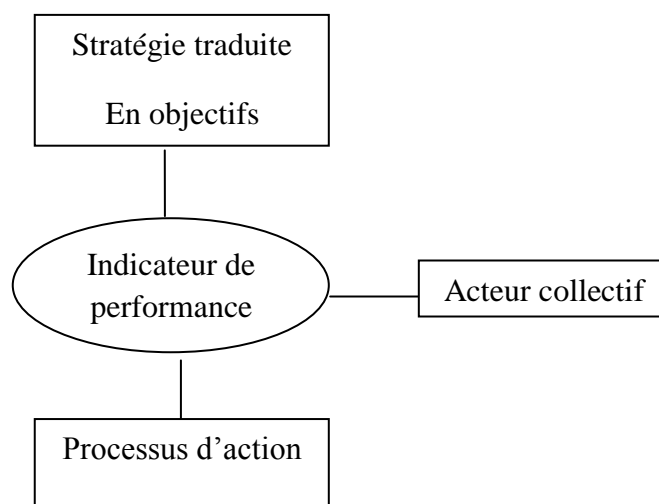 Stratégie traduite
En objectifs
Indicateur de
performance
Acteur collectif
Processus d’action